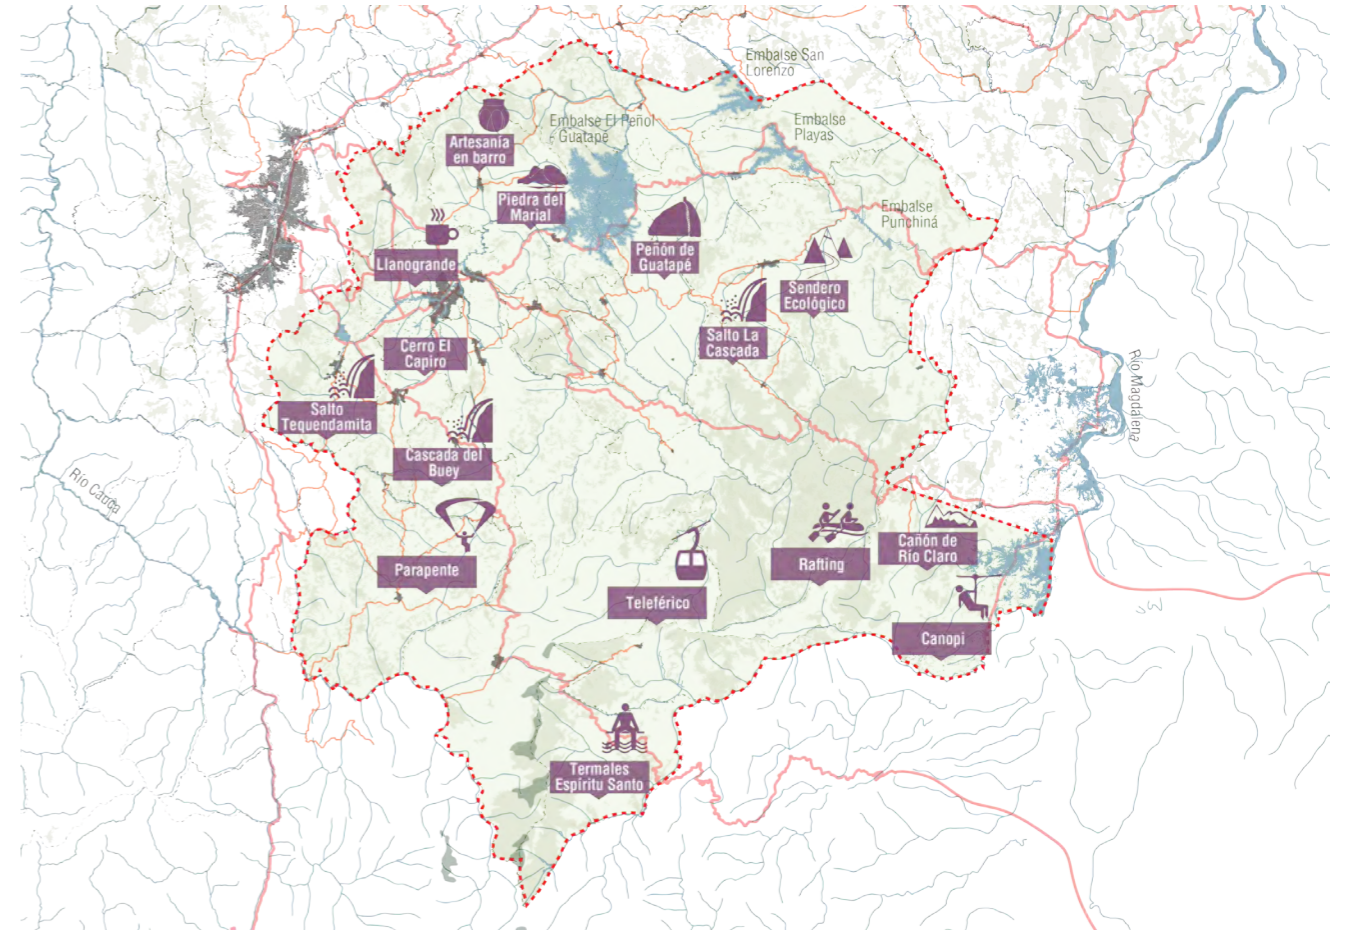 Embalse San
Lorenzo
Embalse El Peñol
- Guatapé
Embalse
Playas
Artesanía
en barro
Piedra del
Marial
Embalse
Punchiná
Peñón de
Guatapé
Llanogrande
Sendero
Ecológico
Salto La
Cascada
Cerro El
Capiro
Río Magdalena
Salto
Tequendamita
Cascada del
Buey
Río Cauca
Cañón de
Río Claro
Rafting
Parapente
Teleférico
Canopi
Termales
Espíritu Santo